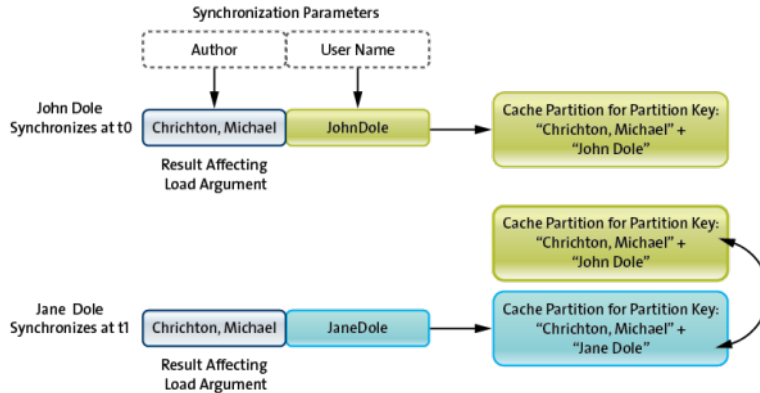 Synchronization Parameters
Author
User Name
John Dole
Synchronizes at t0
Chrichton, Michael
JohnDole
Cache Partition for Partition Key:
“Chrichton, Michael” +
“John Dole”
Result Affecting
Load Argument
Cache Partition for Partition Key:
“Chrichton, Michael” +
“John Dole”
Jane Dole
Synchronizes at t1
Chrichton, Michael
JaneDole
Cache Partition for Partition Key:
“Chrichton, Michael” +
“Jane Dole”
Result Affecting
Load Argument